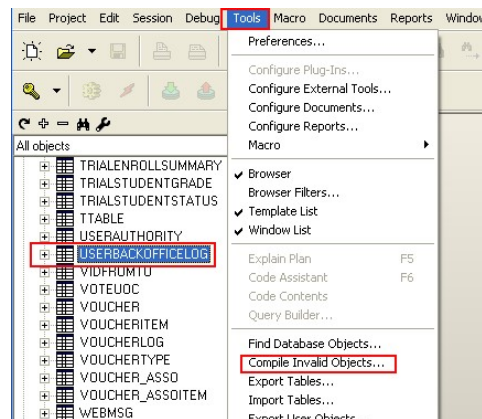 File Project Edit Session Debug Tools Macro Documents Reports Window
Preferences...
Configure Plug-Ins...
Configure External Tools...
Configure Documents...
Configure Reports...
Macro
All objects
Browser
Browser Filters...
Template List
Window List
Explain Plan F5
Code Assistant F6
Code Contents
Query Builder...
Find Database Objects...
Compile Invalid Objects...
Export Tables...
Import Tables...
Export User Objects
TRIALENROLLSUMMARY
TRIALSTUDENTGRADE
TRIALSTUDENTSTATUS
TTABLE
USERAUTHORITY
USERBACKOFFICELOG
VIDFROMTO
VOTEUOC
VOUCHER
VOUCHERITEM
VOUCHERLOG
VOUCHERTYPE
VOUCHER_ASSO
VOUCHER_ASSOITEM
WEBMSG